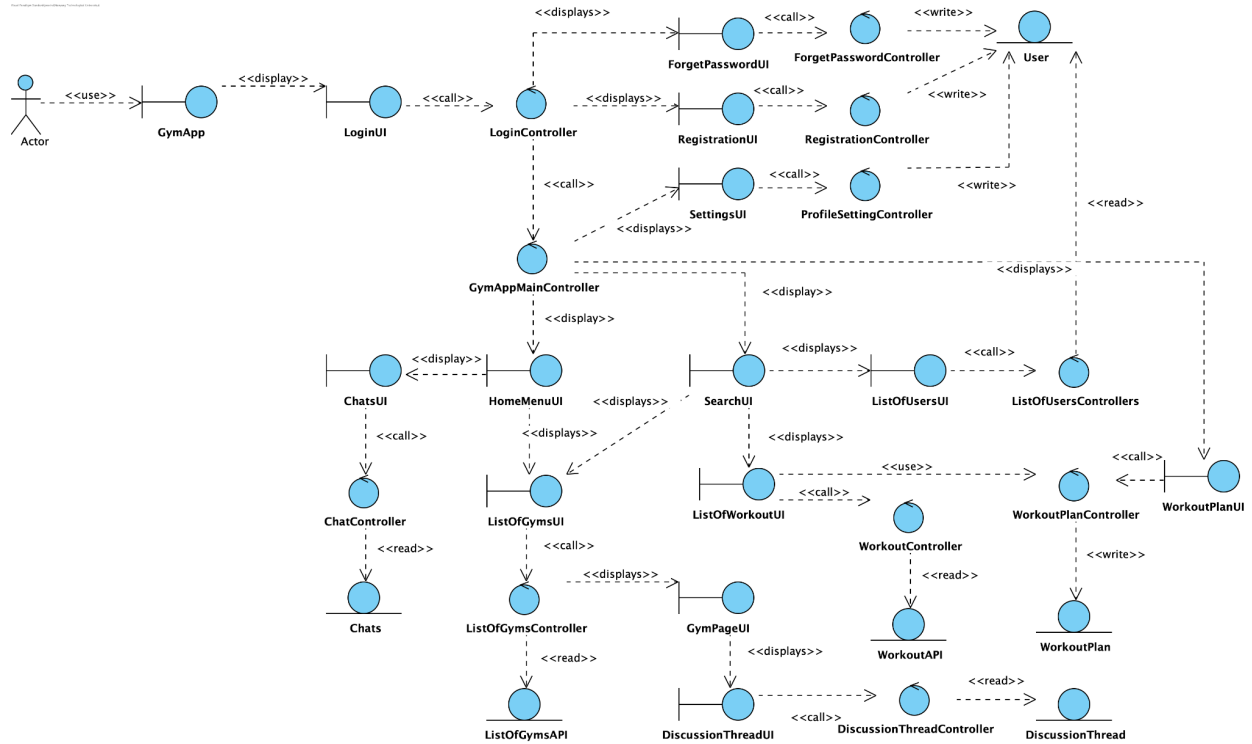 <<displays>>
<<call>>
<<write>>
ForgetPasswordUI
ForgetPasswordController
User
<<use>>
<<display>>
<<call>>
<<displays>>
<<call>>
<<write>>
Actor
GymApp
LoginUI
LoginController
RegistrationUI
RegistrationController
<<call>>
<<call>>
<<write>>
<<read>>
SettingsUI
ProfileSettingController
<<displays>>
GymAppMainController
<<displays>>
<<display>>
<<display>>
<<display>>
<<displays>>
<<call>>
ChatsUI
HomeMenuUI
<<displays>>
SearchUI
ListOfUsersUI
ListOfUsersControllers
<<call>>
<<displays>>
<<displays>>
<<use>>
<<call>>
ListOfWorkoutUI
<<call>>
WorkoutPlanController
WorkoutPlanUI
ChatController
ListOfGymsUI
WorkoutController
<<read>>
<<call>>
<<displays>>
<<read>>
<<write>>
Chats
ListOfGymsController
GymPageUI
WorkoutAPI
WorkoutPlan
<<read>>
<<displays>>
<<read>>
<<call>>
ListOfGymsAPI
DiscussionThreadUI
DiscussionThreadController
DiscussionThread